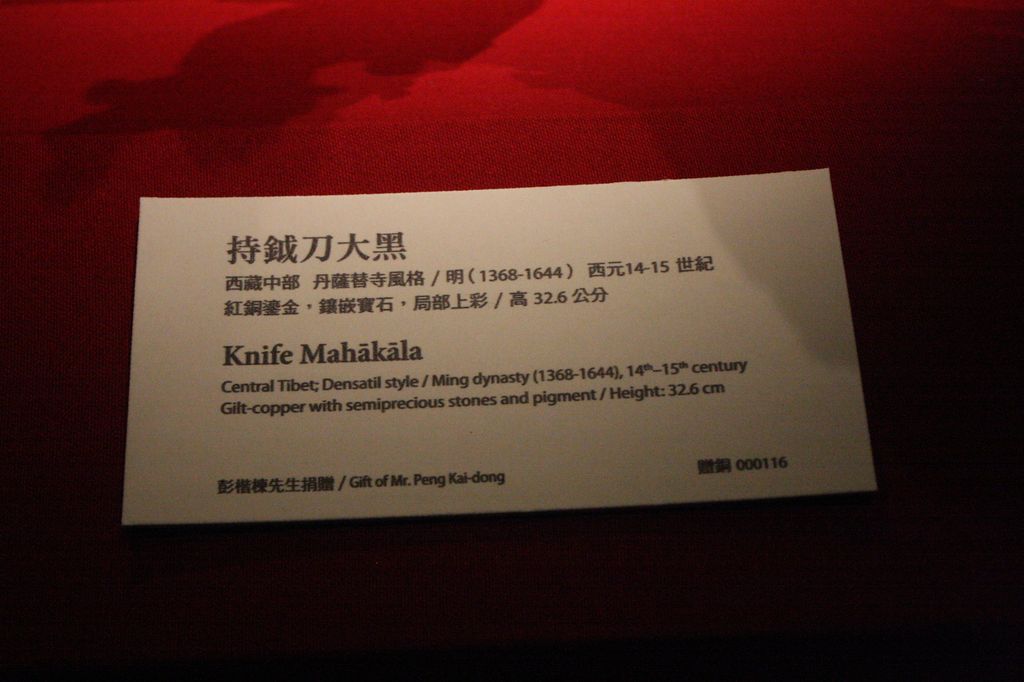 持鉞刀大黑
西藏中部 丹薩替寺風格 / 明(1368-1644) 西元14-15 世紀
紅銅鎏金,鑲嵌寶石,局部上彩 / 高 32.6 公分
Knife Mahākāla
Central Tibet; Densatil style / Ming dynasty (1368-1644), 14th–15th century
Gilt-copper with semiprecious stones and pigment / Height: 32.6 cm
彭楷棟先生捐贈 / Gift of Mr. Peng Kai-dong
贈銅 000116